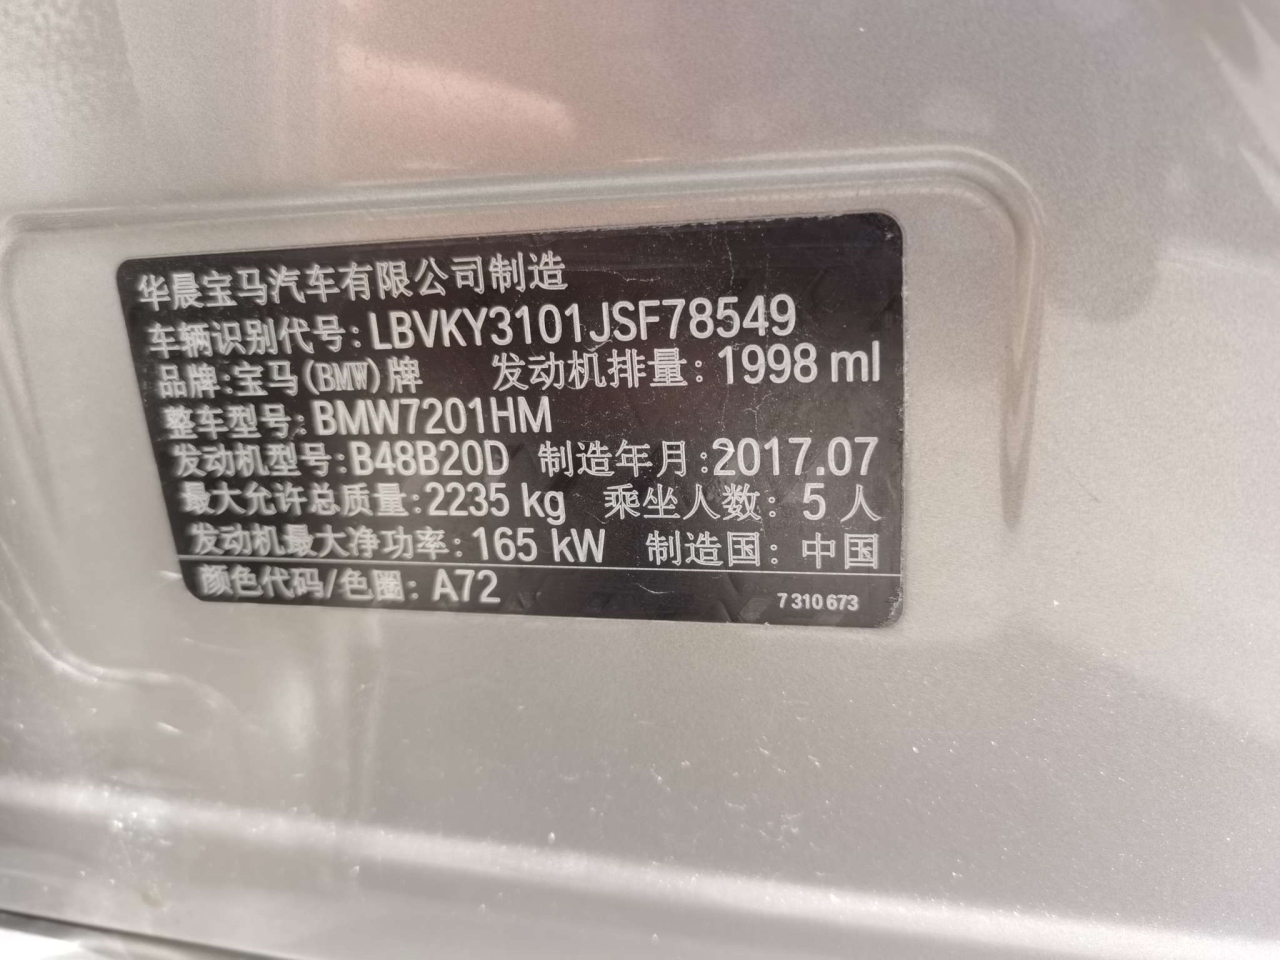 华晨宝马汽车有限公司制造
车辆识别代号:LBVKY3101JSF78549
品牌:宝马(BMW)牌 发动机排量:1998 ml
整车型号:BMW7201HM
发动机型号:B48B20D 制造年月:2017.07
最大允许总质量:2235 kg 乘坐人数:5 人
发动机最大净功率:165 kW 制造国:中国
颜色代码/色圈:A72 7 310 673